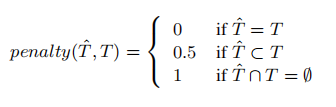 0 if T̂ = T
penalty(T̂, T) = { 0.5 if T̂ ⊂ T
1 if T̂ ∩ T = ∅